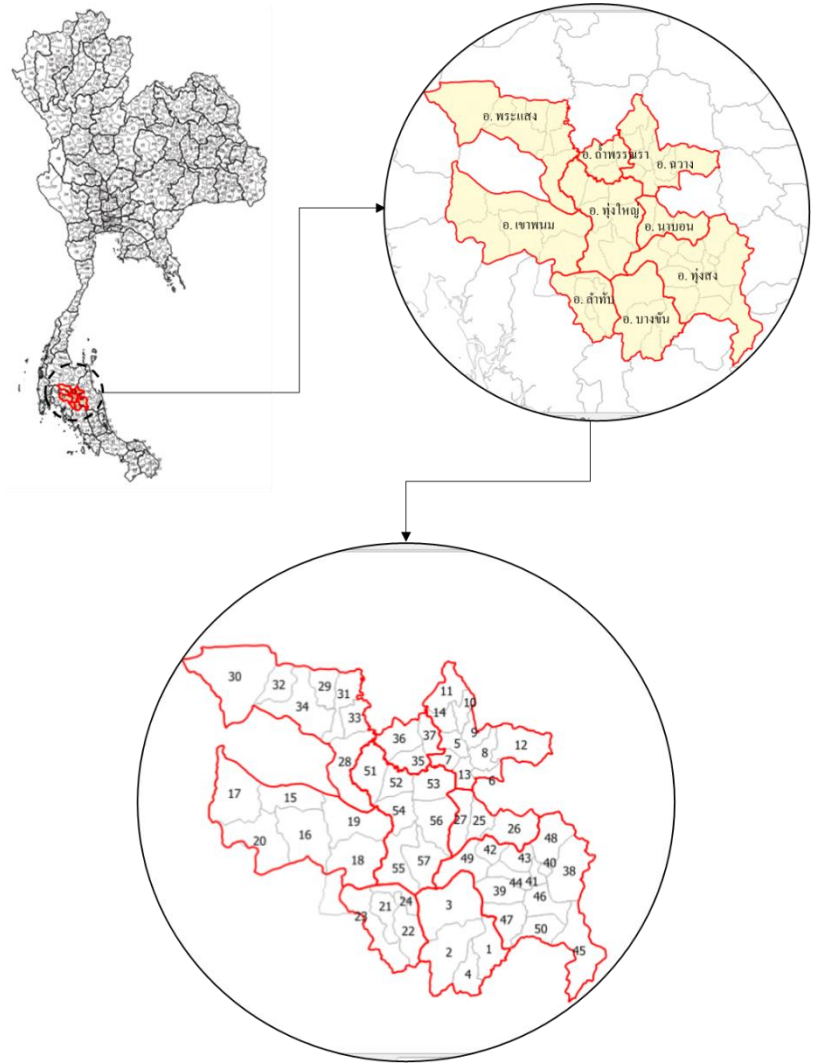 อ. พระแสง
อ. ถ้ำพรรณรา
อ. ฉวาง
อ. ทุ่งใหญ่
อ. นาบอน
อ. เขาพนม
อ. ทุ่งสง
อ. ลำทับ
อ. บางขัน
11
30 32 29 31 10
34 14
33 36 37 9
5 12
28 35 7 8
51 13 6
52 53
17 15 54
19 56 27 25 26
20 16 48
42
49 43 40 38
18 55 57 44 41
24 39 46
21 3
23 22 47
50
2 1 45
4